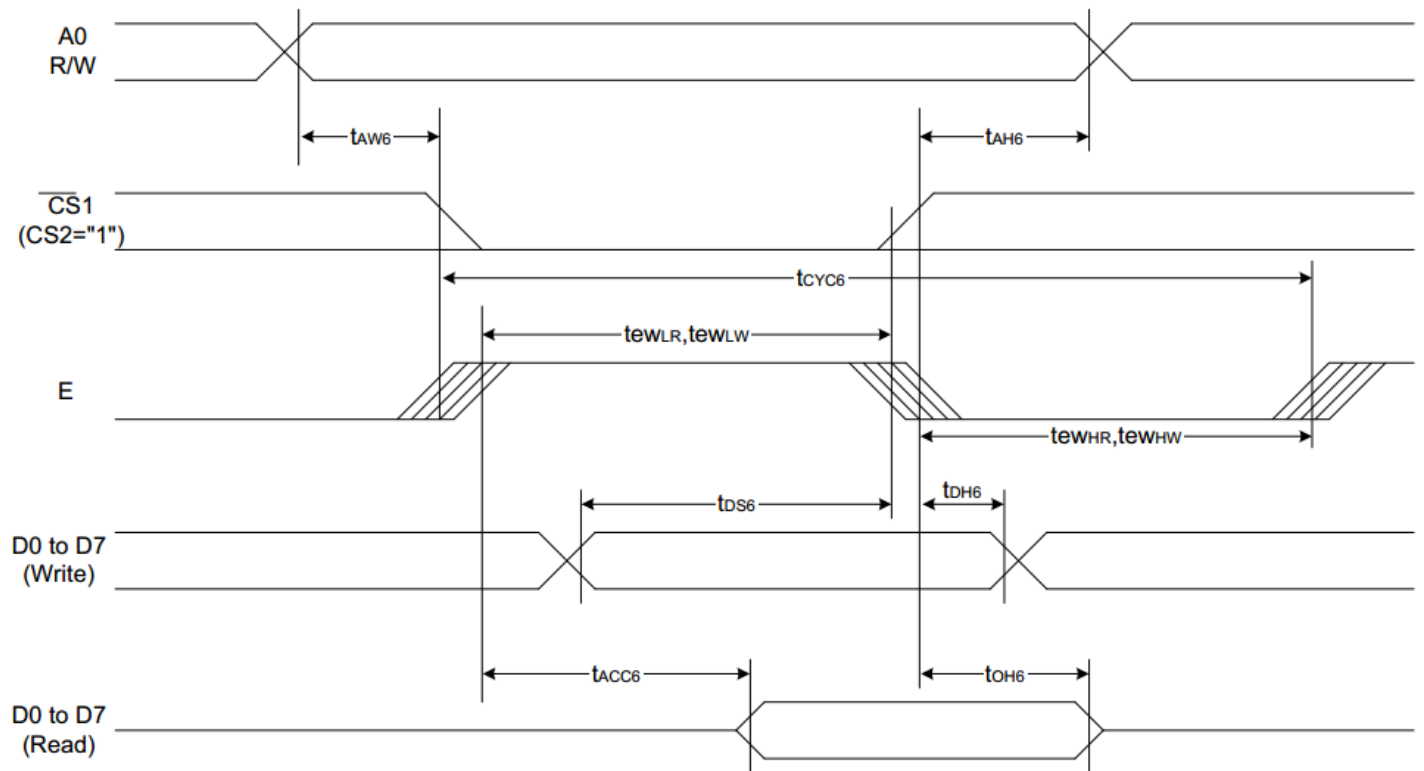 A0
R/W
tAW6
tAH6
CS1
(CS2="1")
tCYC6
tewLR,tewLW
E
tewHR,tewHW
tDS6
tDH6
D0 to D7
(Write)
tACC6
tOH6
D0 to D7
(Read)